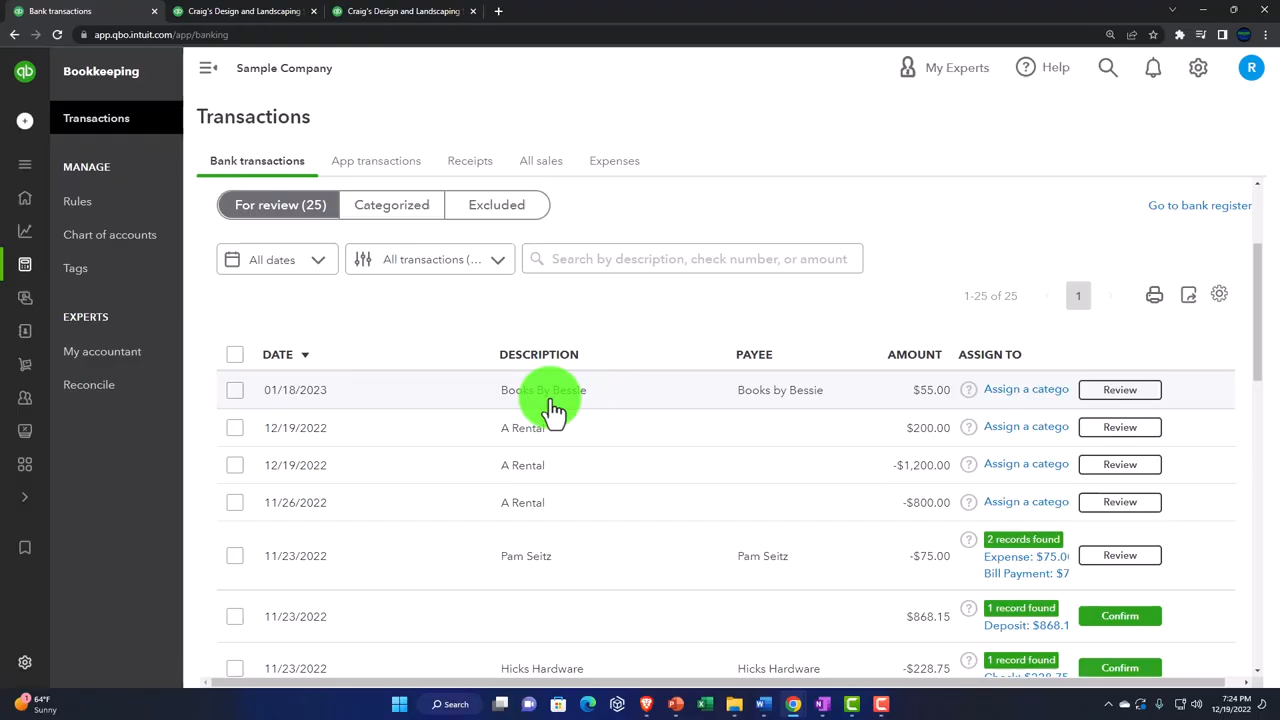 Bank transactions
Craig's Design and Landscaping
Craig's Design and Landscaping
app.qbo.intuit.com/app/banking
qb
Bookkeeping
Sample Company
My Experts
Help
R
Transactions
Transactions
Bank transactions
App transactions
Receipts
All sales
Expenses
MANAGE
Rules
Chart of accounts
Tags
EXPERTS
My accountant
Reconcile
For review (25)
Categorized
Excluded
Go to bank register
All dates
All transactions (...
Search by description, check number, or amount
1-25 of 25
1
DATE DESCRIPTION PAYEE AMOUNT ASSIGN TO
01/18/2023 Books By Bessie Books by Bessie $55.00 Assign a catego Review
12/19/2022 A Rental $200.00 Assign a catego Review
12/19/2022 A Rental -$1,200.00 Assign a catego Review
11/26/2022 A Rental -$800.00 Assign a catego Review
2 records found
11/23/2022 Pam Seitz Pam Seitz -$75.00 Expense: $75.0 Review
Bill Payment: $7
1 record found
11/23/2022 $868.15 Deposit: $868.1 Confirm
1 record found
11/23/2022 Hicks Hardware Hicks Hardware -$228.75 Check: $228.75 Confirm
64°F
Sunny
Search
7:24 PM
12/19/2022